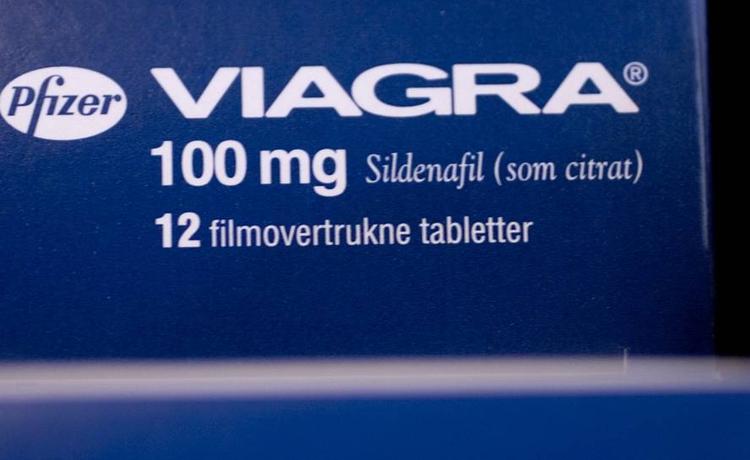 Pfizer VIAGRA®
100 mg Sildenafil (som citrat)
12 filmovertrukne tabletter